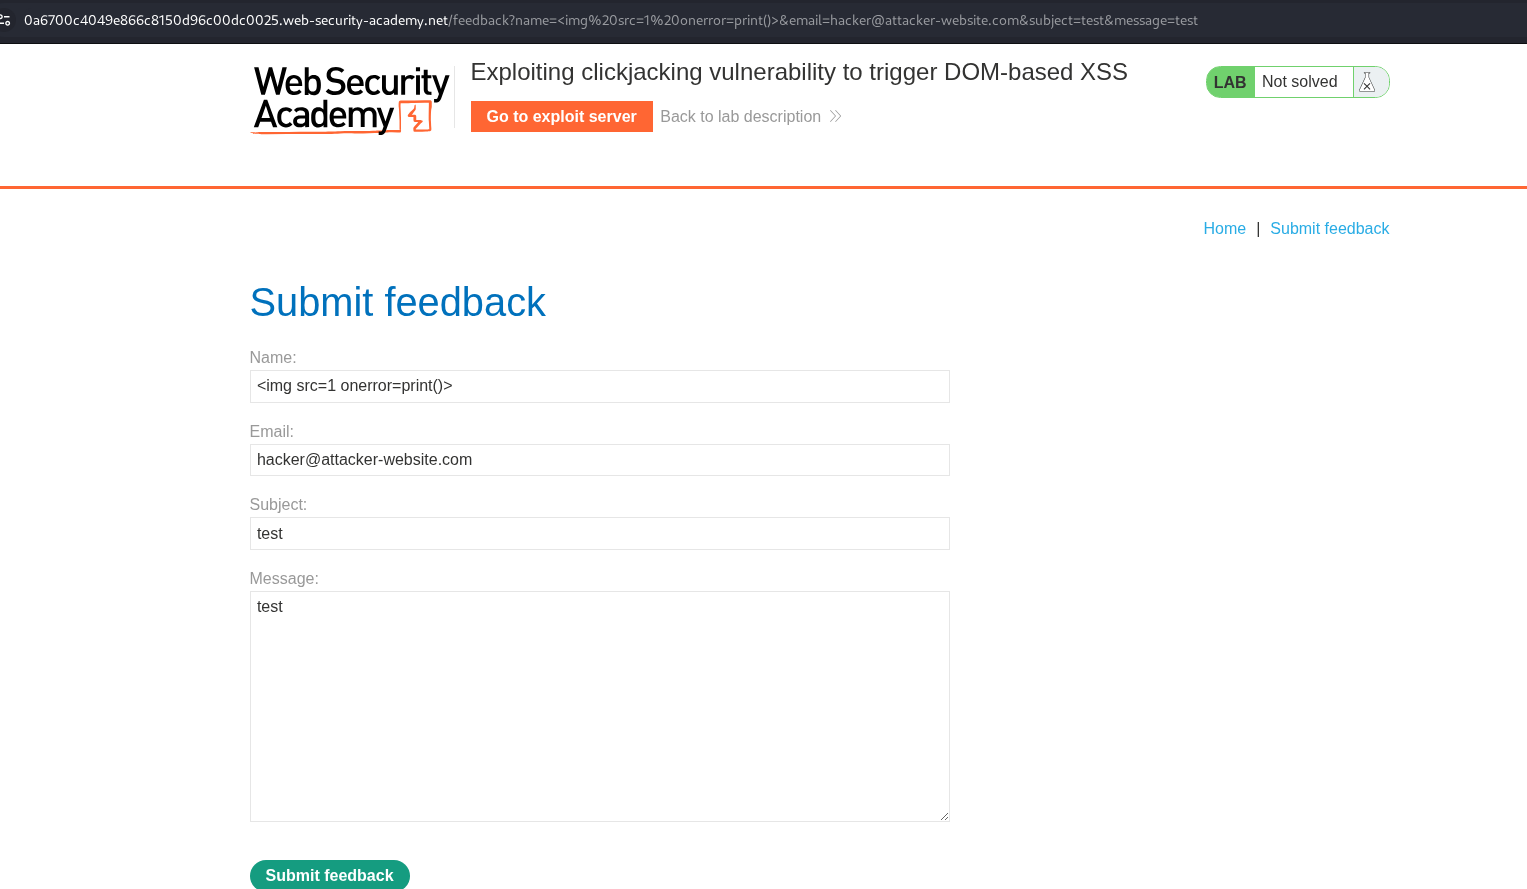 0a6700c4049e866c8150d96c00dc0025.web-security-academy.net/feedback?name=<img%20src=1%20onerror=print()>&email=hacker@attacker-website.com&subject=test&message=test
Web Security
Academy
Exploiting clickjacking vulnerability to trigger DOM-based XSS
Go to exploit server
Back to lab description
LAB Not solved
Home | Submit feedback
Submit feedback
Name:
<img src=1 onerror=print()>
Email:
hacker@attacker-website.com
Subject:
test
Message:
test
Submit feedback